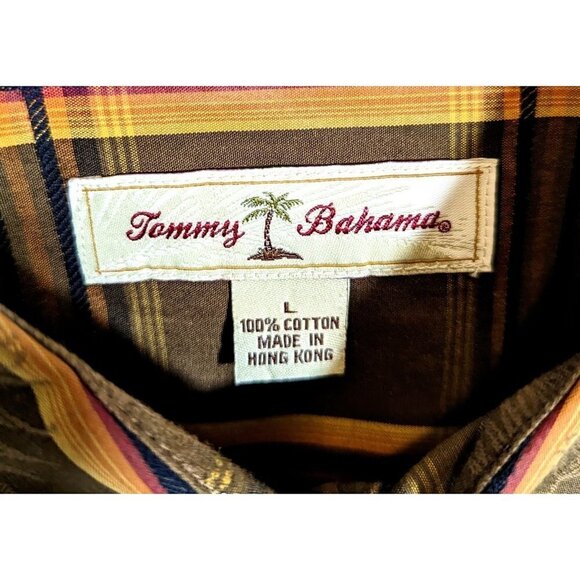 Tommy Bahama®
L
100% COTTON
MADE IN
HONG KONG